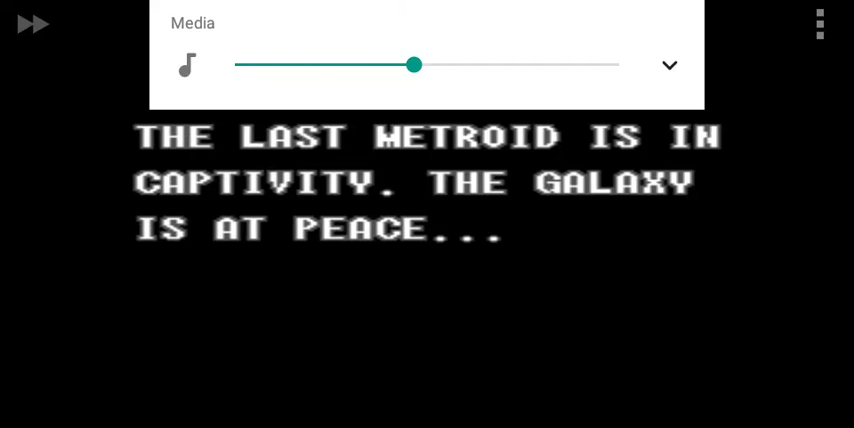 Media
THE LAST METROID IS IN
CAPTIVITY. THE GALAXY
IS AT PEACE...